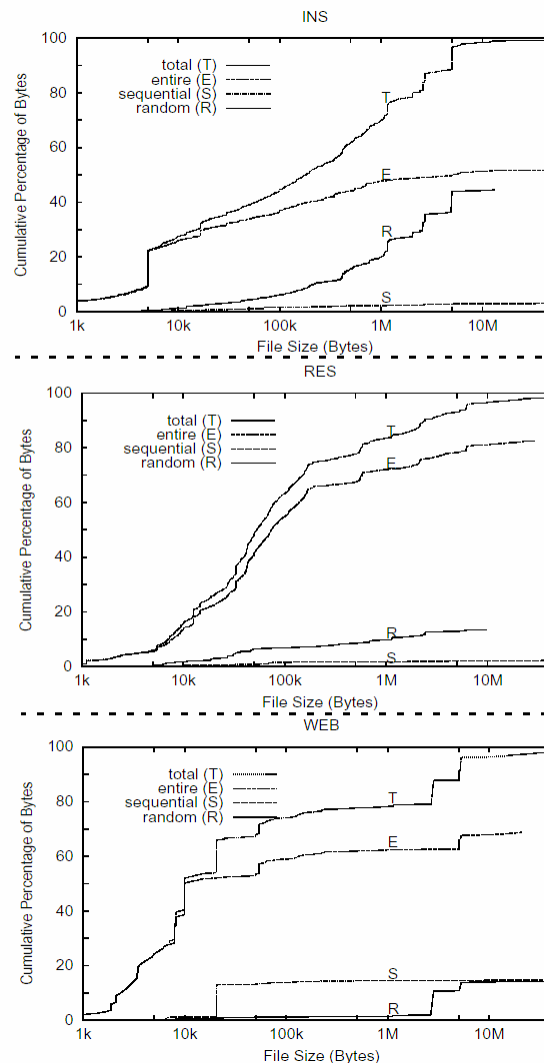 INS
Cumulative Percentage of Bytes
100
80
60
40
20
0
total (T)
entire (E)
sequential (S)
random (R)
T
E
R
S
1k
10k
100k
1M
10M
File Size (Bytes)
RES
Cumulative Percentage of Bytes
100
80
60
40
20
0
total (T)
entire (E)
sequential (S)
random (R)
T
E
R
S
1k
10k
100k
1M
10M
File Size (Bytes)
WEB
Cumulative Percentage of Bytes
100
80
60
40
20
0
total (T)
entire (E)
sequential (S)
random (R)
T
E
S
R
1k
10k
100k
1M
10M
File Size (Bytes)